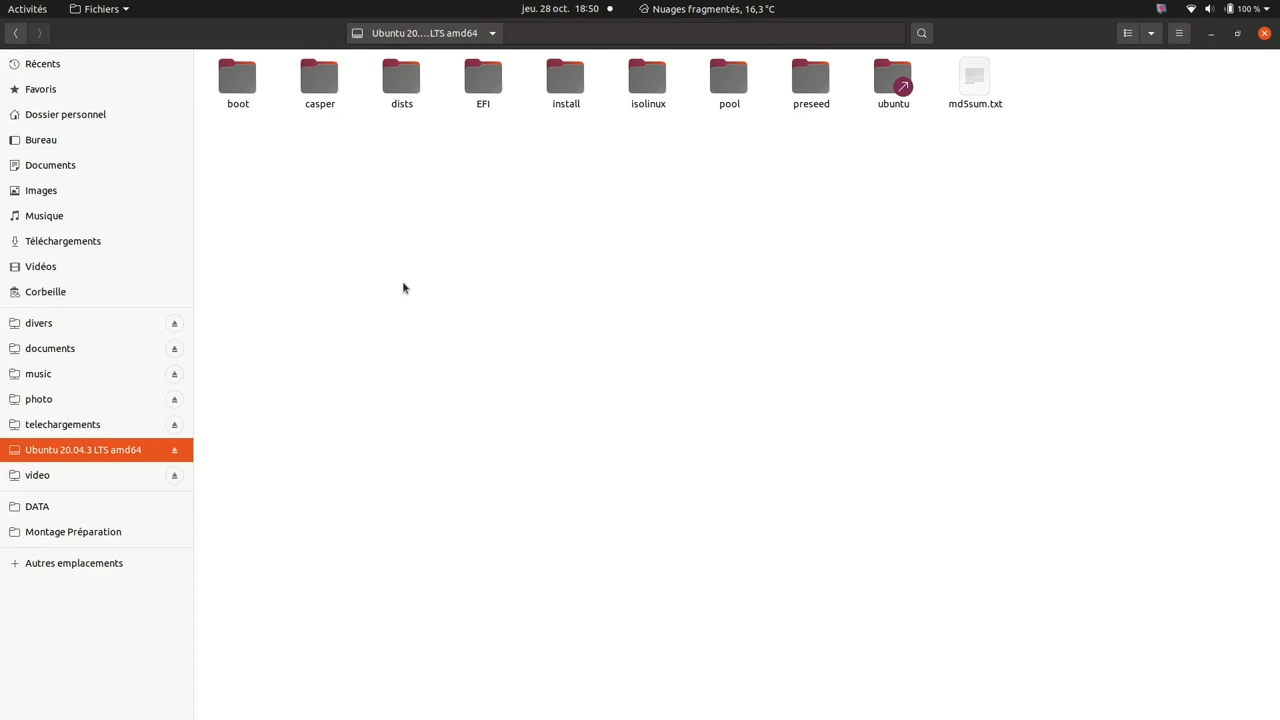 Activités
Fichiers
jeu. 28 oct. 18:50
Nuages fragmentés, 16,3 °C
100 %
Ubuntu 20....LTS amd64
Récents
Favoris
Dossier personnel
Bureau
Documents
Images
Musique
Téléchargements
Vidéos
Corbeille
divers
documents
music
photo
telechargements
Ubuntu 20.04.3 LTS amd64
video
DATA
Montage Préparation
Autres emplacements
boot
casper
dists
EFI
install
isolinux
pool
preseed
ubuntu
md5sum.txt